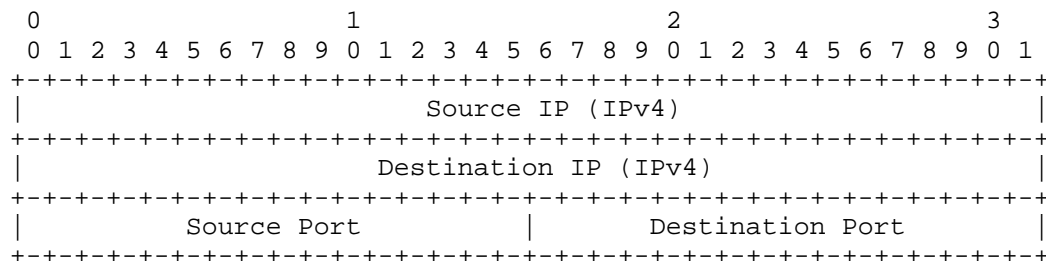 0                   1                   2                   3
 0 1 2 3 4 5 6 7 8 9 0 1 2 3 4 5 6 7 8 9 0 1 2 3 4 5 6 7 8 9 0 1
+-+-+-+-+-+-+-+-+-+-+-+-+-+-+-+-+-+-+-+-+-+-+-+-+-+-+-+-+-+-+-+-+
|                         Source IP (IPv4)                      |
+-+-+-+-+-+-+-+-+-+-+-+-+-+-+-+-+-+-+-+-+-+-+-+-+-+-+-+-+-+-+-+-+
|                      Destination IP (IPv4)                    |
+-+-+-+-+-+-+-+-+-+-+-+-+-+-+-+-+-+-+-+-+-+-+-+-+-+-+-+-+-+-+-+-+
|          Source Port          |       Destination Port        |
+-+-+-+-+-+-+-+-+-+-+-+-+-+-+-+-+-+-+-+-+-+-+-+-+-+-+-+-+-+-+-+-+